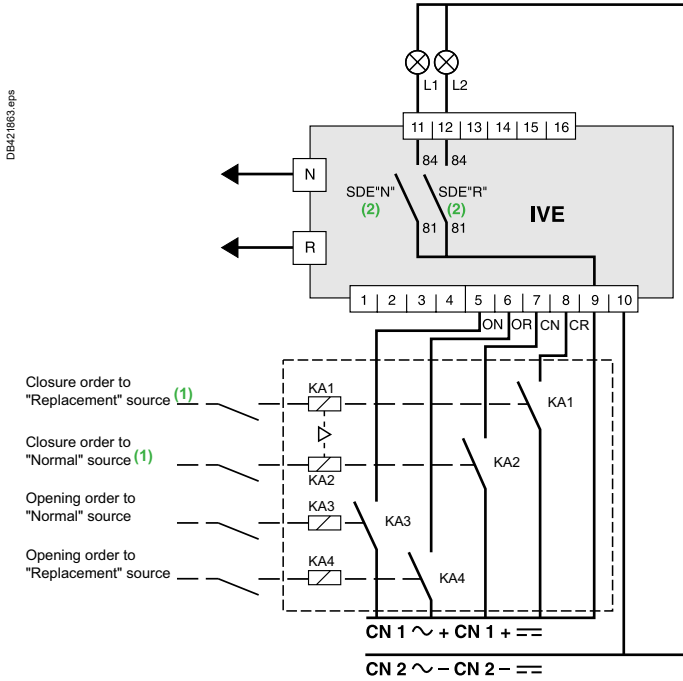 DB421863.eps
L1 L2
11 12 13 14 15 16
84 84
N
SDE"N" SDE"R"
(2) (2)
IVE
81 81
R
1 2 3 4 5 6 7 8 9 10
ON OR CN CR
Closure order to
"Replacement" source (1)
KA1
KA1
Closure order to
"Normal" source (1)
KA2
KA2
Opening order to
"Normal" source
KA3
KA3
Opening order to
"Replacement" source
KA4
KA4
CN 1 ∼ + CN 1 + ⎓
CN 2 ∼ – CN 2 – ⎓